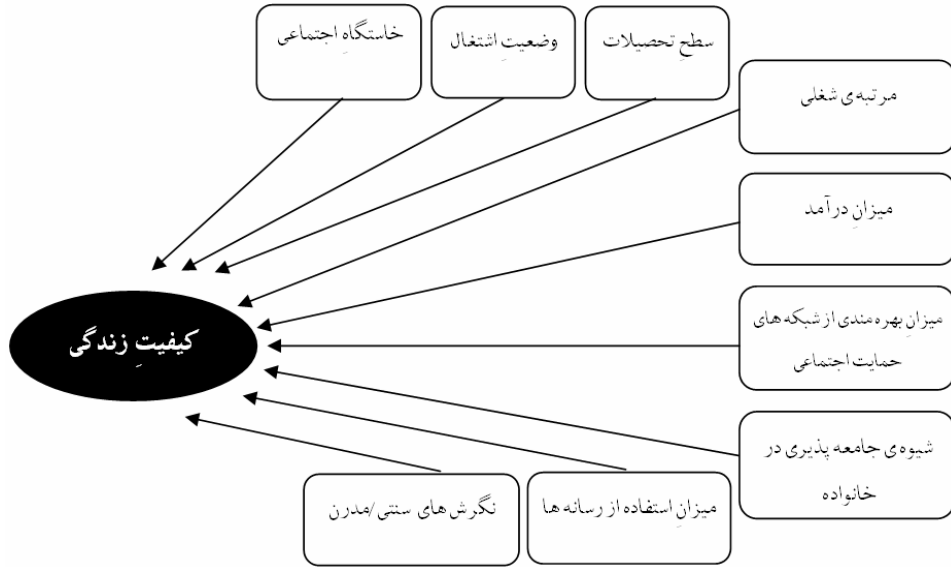 خاستگاهِ اجتماعی
وضعیتِ اشتغال
سطحِ تحصیلات
مرتبه‌ی شغلی
میزانِ درآمد
میزانِ بهره مندی از شبکه های
حمایت اجتماعی
شیوه‌ی جامعه پذیری در
خانواده
میزانِ استفاده از رسانه ها
نگرش های سنتی/مدرن
کیفیتِ زندگی